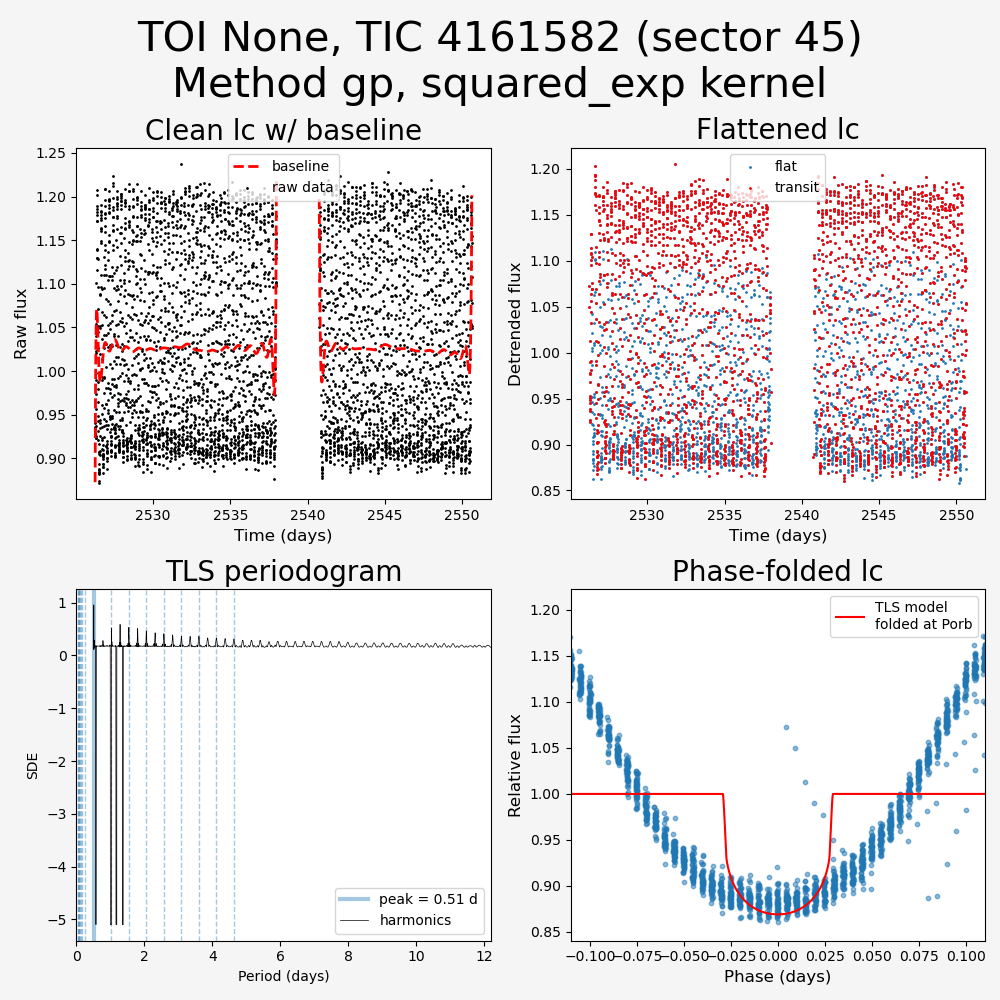 TOI None, TIC 4161582 (sector 45)
Method gp, squared_exp kernel
Clean lc w/ baseline
baseline
raw data
1.25
1.20
1.15
1.10
1.05
1.00
0.95
0.90
Raw flux
2530 2535 2540 2545 2550
Time (days)
Flattened lc
flat
transit
1.20
1.15
1.10
1.05
1.00
0.95
0.90
0.85
Detrended flux
2530 2535 2540 2545 2550
Time (days)
TLS periodogram
1
0
−1
−2
−3
−4
−5
SDE
peak = 0.51 d
harmonics
0 2 4 6 8 10 12
Period (days)
Phase-folded lc
TLS model
folded at Porb
1.20
1.15
1.10
1.05
1.00
0.95
0.90
0.85
Relative flux
−0.100 −0.075 −0.050 −0.025 0.000 0.025 0.050 0.075 0.100
Phase (days)